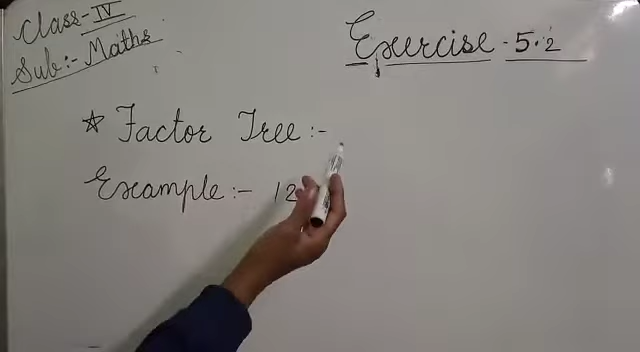 Class-IV
Sub:- Maths
Exercise - 5.2
☆ Factor Tree :-
Example :- 12